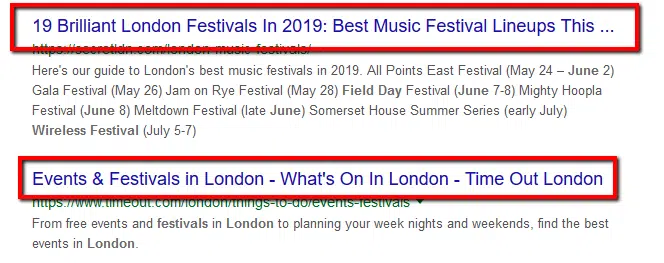 19 Brilliant London Festivals In 2019: Best Music Festival Lineups This ...
https://secretldn.com/london-music-festivals/
Here's our guide to London's best music festivals in 2019. All Points East Festival (May 24 – June 2)
Gala Festival (May 26) Jam on Rye Festival (May 28) Field Day Festival (June 7-8) Mighty Hoopla
Festival (June 8) Meltdown Festival (late June) Somerset House Summer Series (early July)
Wireless Festival (July 5-7)
Events & Festivals in London - What's On In London - Time Out London
https://www.timeout.com/london/things-to-do/events-festivals
From free events and festivals in London to planning your week nights and weekends, find the best
events in London.